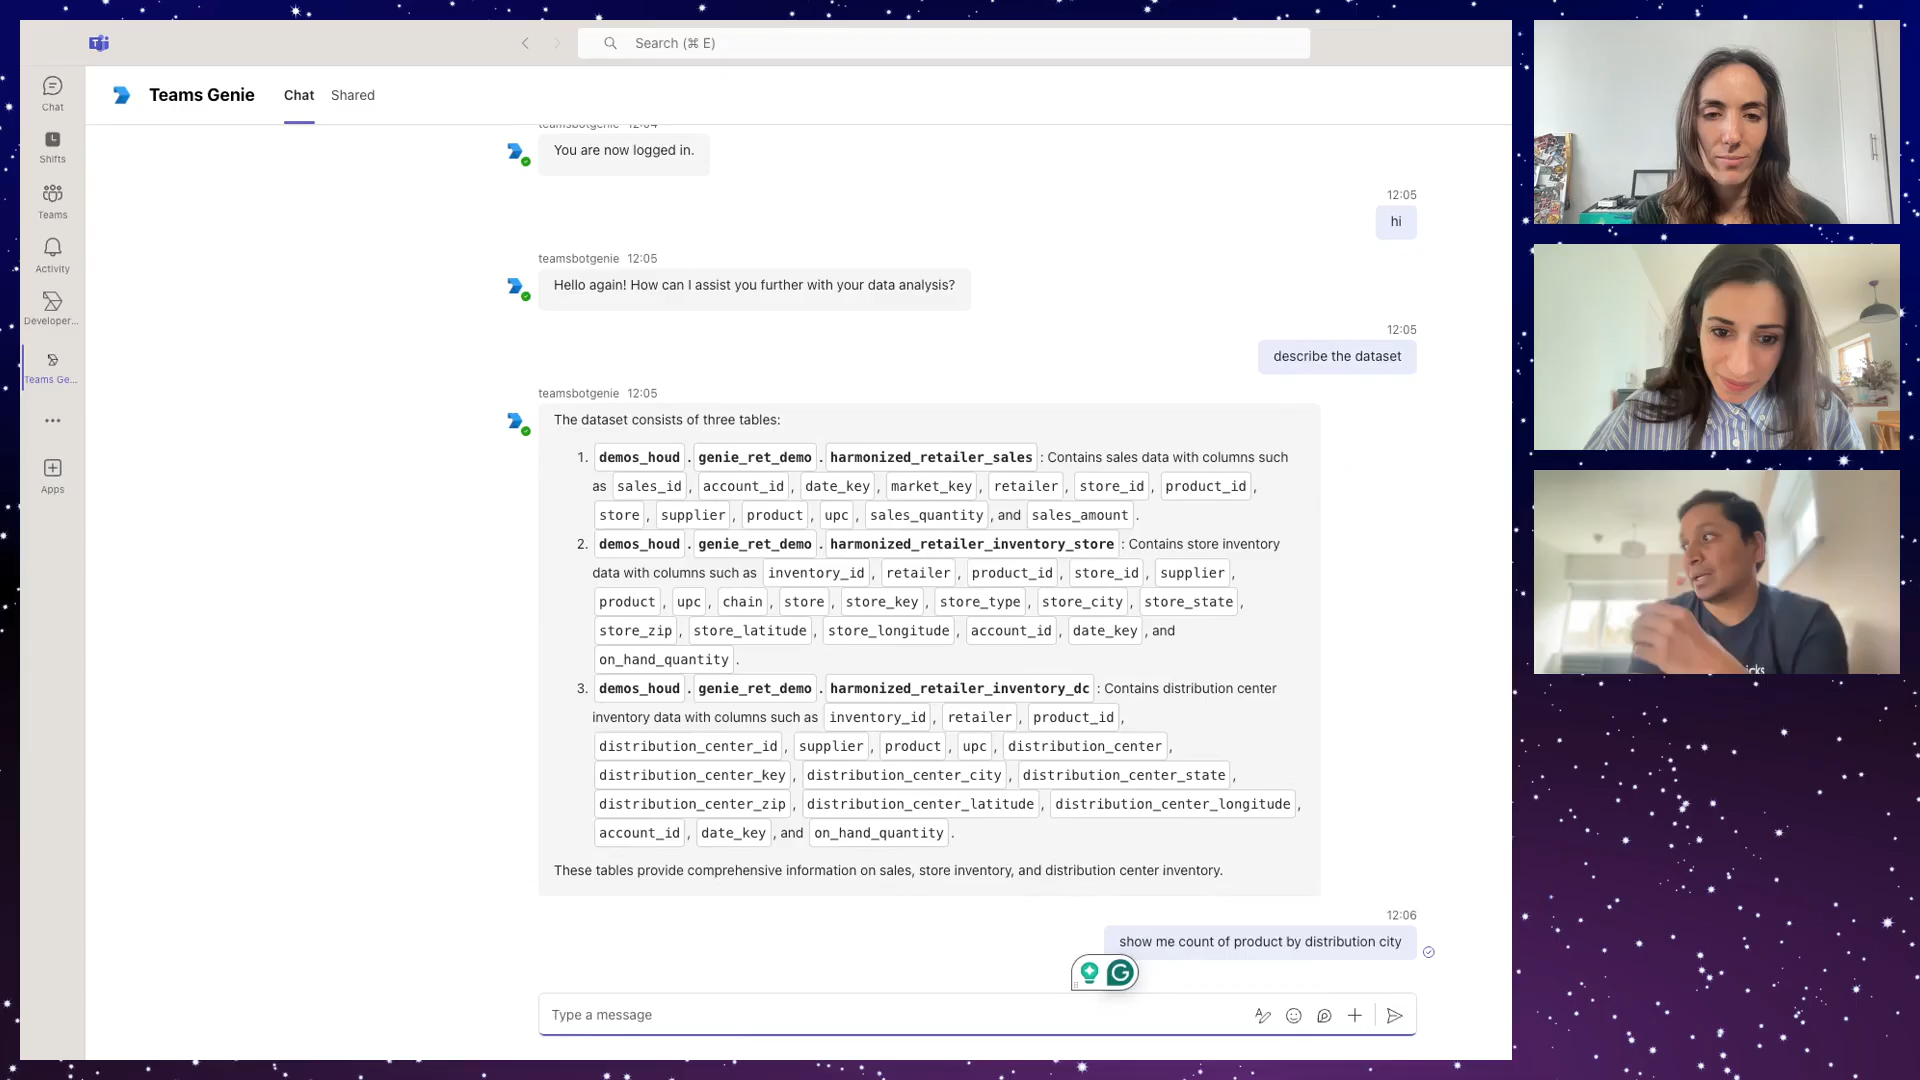 Search (⌘ E)
Chat
Shifts
Teams
Activity
Developer...
Teams Ge...
Apps
Teams Genie Chat Shared
teamsbotgenie 12:04
You are now logged in.
12:05
hi
teamsbotgenie 12:05
Hello again! How can I assist you further with your data analysis?
12:05
describe the dataset
teamsbotgenie 12:05
The dataset consists of three tables:
1. demos_houd . genie_ret_demo . harmonized_retailer_sales : Contains sales data with columns such
as sales_id , account_id , date_key , market_key , retailer , store_id , product_id ,
store , supplier , product , upc , sales_quantity , and sales_amount .
2. demos_houd . genie_ret_demo . harmonized_retailer_inventory_store : Contains store inventory
data with columns such as inventory_id , retailer , product_id , store_id , supplier ,
product , upc , chain , store , store_key , store_type , store_city , store_state ,
store_zip , store_latitude , store_longitude , account_id , date_key , and
on_hand_quantity .
3. demos_houd . genie_ret_demo . harmonized_retailer_inventory_dc : Contains distribution center
inventory data with columns such as inventory_id , retailer , product_id ,
distribution_center_id , supplier , product , upc , distribution_center ,
distribution_center_key , distribution_center_city , distribution_center_state ,
distribution_center_zip , distribution_center_latitude , distribution_center_longitude ,
account_id , date_key , and on_hand_quantity .
These tables provide comprehensive information on sales, store inventory, and distribution center inventory.
12:06
show me count of product by distribution city
Type a message